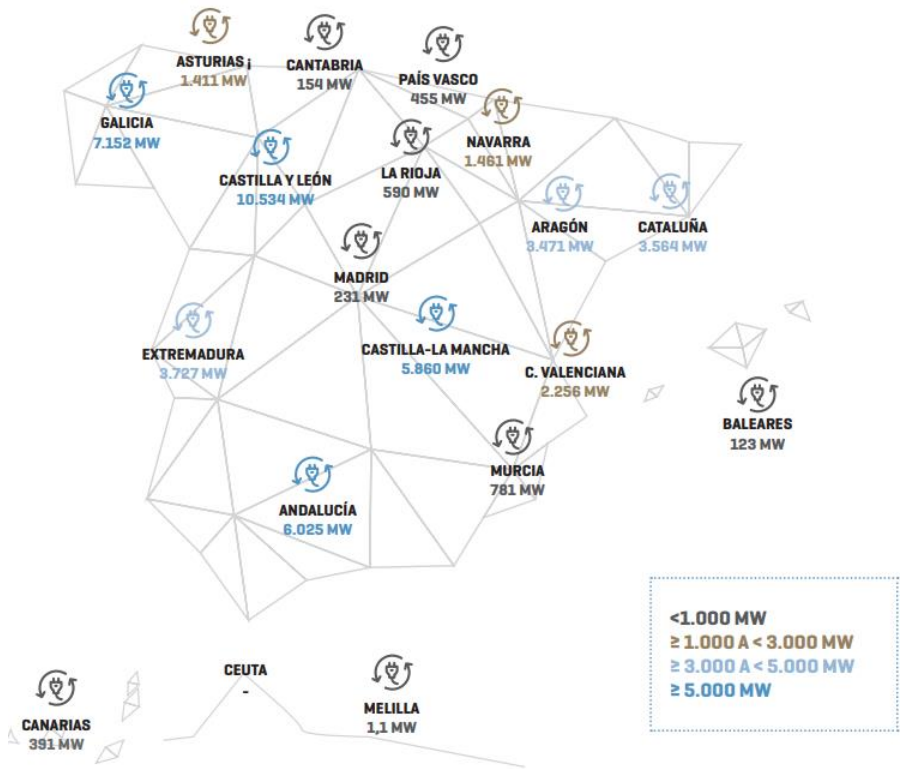 ASTURIAS
1.411 MW
CANTABRIA
154 MW
PAÍS VASCO
455 MW
GALICIA
7.152 MW
NAVARRA
1.461 MW
CASTILLA Y LEÓN
10.534 MW
LA RIOJA
590 MW
ARAGÓN
3.471 MW
CATALUÑA
3.564 MW
MADRID
231 MW
EXTREMADURA
3.727 MW
CASTILLA-LA MANCHA
5.860 MW
C. VALENCIANA
2.256 MW
BALEARES
123 MW
MURCIA
781 MW
ANDALUCÍA
6.025 MW
<1.000 MW
≥ 1.000 A < 3.000 MW
≥ 3.000 A < 5.000 MW
≥ 5.000 MW
CEUTA
-
MELILLA
1,1 MW
CANARIAS
391 MW